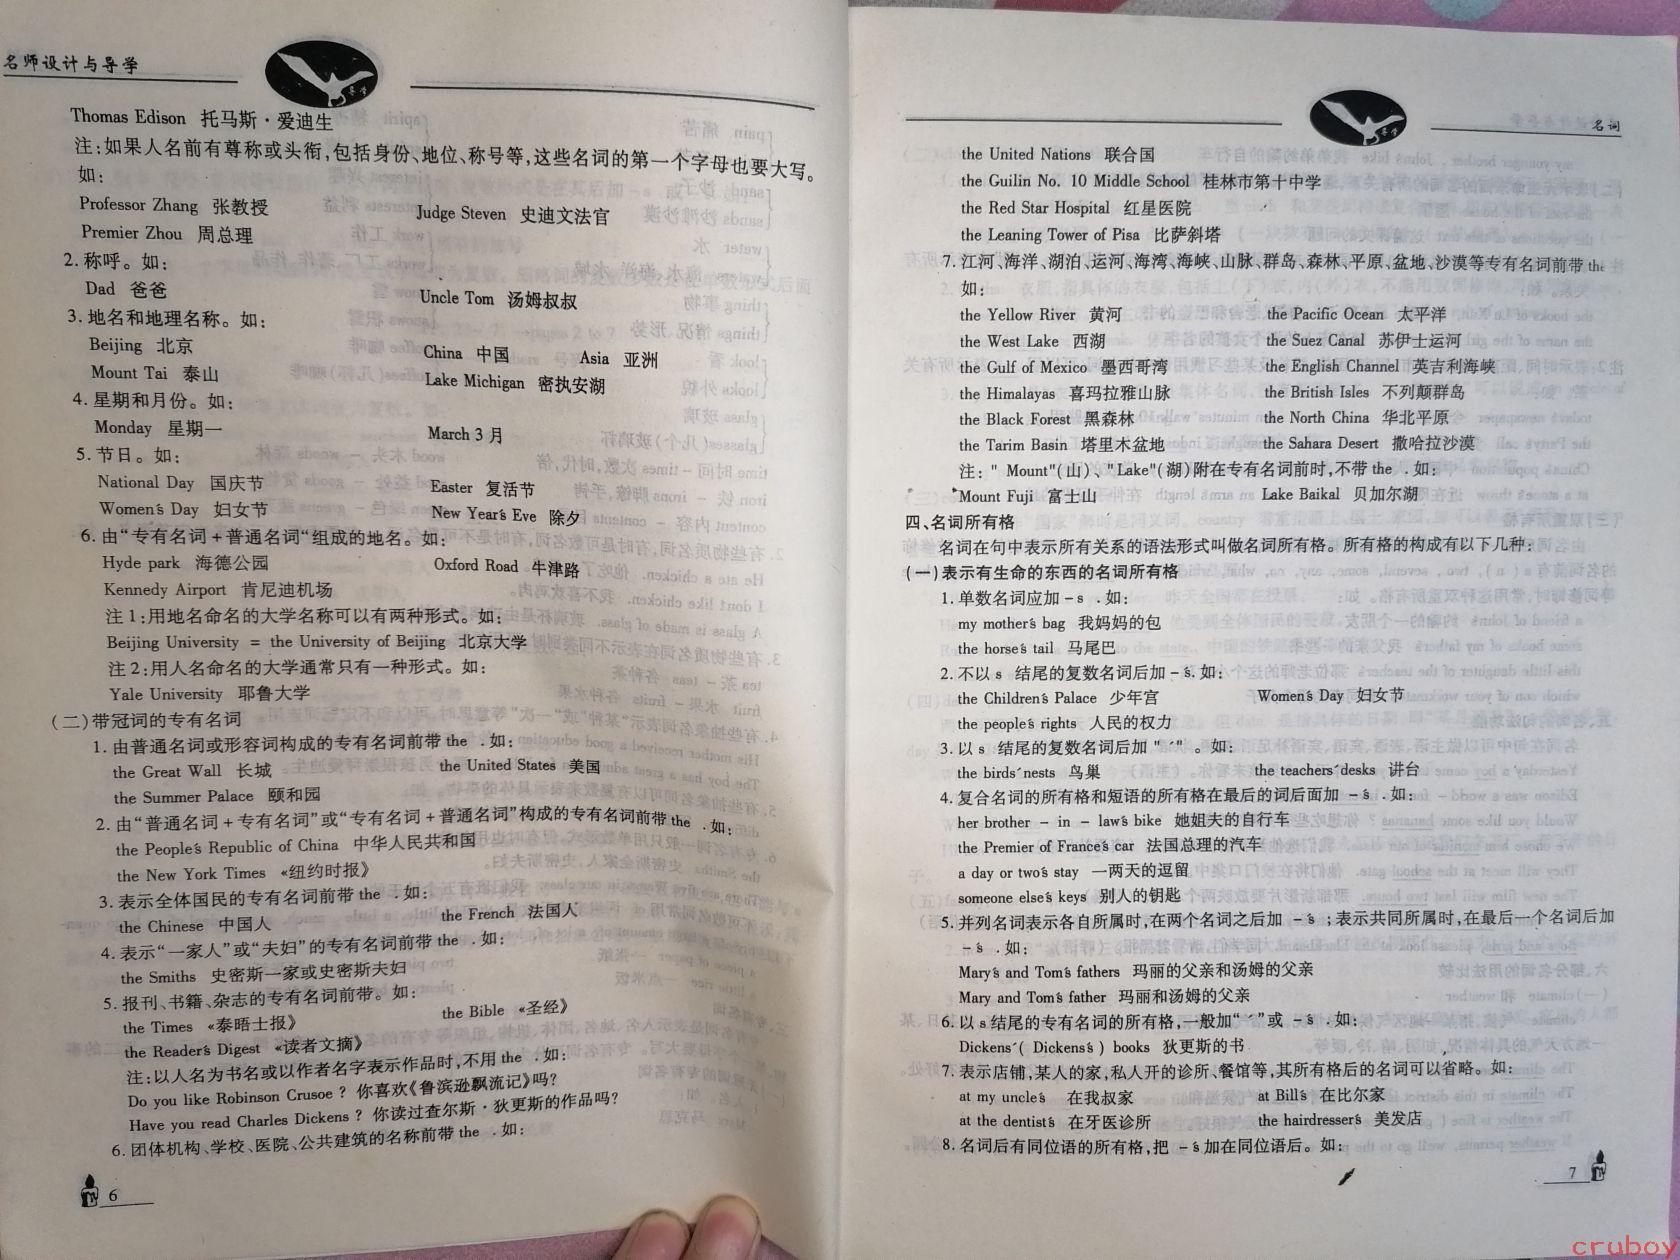 名师设计与导学
Thomas Edison 托马斯·爱迪生
注:如果人名前有尊称或头衔,包括身份、地位、称号等,这些名词的第一个字母也要大写。
如:
Professor Zhang 张教授 Judge Steven 史迪文法官
Premier Zhou 周总理
2. 称呼。如:
Dad 爸爸 Uncle Tom 汤姆叔叔
3. 地名和地理名称。如:
Beijing 北京 China 中国 Asia 亚洲
Mount Tai 泰山 Lake Michigan 密执安湖
4. 星期和月份。如:
Monday 星期一 March 3月
5. 节日。如:
National Day 国庆节 Easter 复活节
Women's Day 妇女节 New Year's Eve 除夕
6. 由“专有名词+普通名词”组成的地名。如:
Hyde park 海德公园 Oxford Road 牛津路
Kennedy Airport 肯尼迪机场
注1:用地名命名的大学名称可以有两种形式。如:
Beijing University = the University of Beijing 北京大学
注2:用人名命名的大学通常只有一种形式。如:
Yale University 耶鲁大学
(二)带冠词的专有名词
1. 由普通名词或形容词构成的专有名词前带 the .如:
the Great Wall 长城 the United States 美国
the Summer Palace 颐和园
2. 由“普通名词+专有名词”或“专有名词+普通名词”构成的专有名词前带 the .如:
the People's Republic of China 中华人民共和国
the New York Times 《纽约时报》
3. 表示全体国民的专有名词前带 the .如:
the Chinese 中国人 the French 法国人
4. 表示“一家人”或“夫妇”的专有名词前带 the .如:
the Smiths 史密斯一家或史密斯夫妇
5. 报刊、书籍、杂志的专有名词前带。如:
the Times 《泰晤士报》 the Bible 《圣经》
the Reader's Digest 《读者文摘》
注:以人名为书名或以作者名字表示作品时,不用 the .如:
Do you like Robinson Crusoe ? 你喜欢《鲁滨逊飘流记》吗?
Have you read Charles Dickens ? 你读过查尔斯·狄更斯的作品吗?
6. 团体机构、学校、医院、公共建筑的名称前带 the .如:
6
名词
the United Nations 联合国
the Guilin No. 10 Middle School 桂林市第十中学
the Red Star Hospital 红星医院
the Leaning Tower of Pisa 比萨斜塔
7. 江河、海洋、湖泊、运河、海湾、海峡、山脉、群岛、森林、平原、盆地、沙漠等专有名词前带 the
如:
the Yellow River 黄河 the Pacific Ocean 太平洋
the West Lake 西湖 the Suez Canal 苏伊士运河
the Gulf of Mexico 墨西哥湾 the English Channel 英吉利海峡
the Himalayas 喜玛拉雅山脉 the British Isles 不列颠群岛
the Black Forest 黑森林 the North China 华北平原
the Tarim Basin 塔里木盆地 the Sahara Desert 撒哈拉沙漠
注: " Mount"(山)、"Lake"(湖)附在专有名词前时,不带 the .如:
Mount Fuji 富士山 Lake Baikal 贝加尔湖
四、名词所有格
名词在句中表示所有关系的语法形式叫做名词所有格。所有格的构成有以下几种:
(一)表示有生命的东西的名词所有格
1. 单数名词应加-s .如:
my mother's bag 我妈妈的包
the horse's tail 马尾巴
2. 不以 s 结尾的复数名词后加-'s.如:
the Children's Palace 少年宫 Women's Day 妇女节
the people's rights 人民的权力
3. 以 s 结尾的复数名词后加 "´" 。如:
the birds´nests 鸟巢 the teachers´desks 讲台
4. 复合名词的所有格和短语的所有格在最后的词后面加 -'s .如:
her brother - in - law's bike 她姐夫的自行车
the Premier of France's car 法国总理的汽车
a day or two's stay 一两天的逗留
someone else's keys 别人的钥匙
5. 并列名词表示各自所属时,在两个名词之后加 -'s ;表示共同所属时,在最后一个名词后加
-'s .如:
Mary's and Tom's fathers 玛丽的父亲和汤姆的父亲
Mary and Tom's father 玛丽和汤姆的父亲
6. 以 s 结尾的专有名词的所有格,一般加“´”或 -'s .如:
Dickens´( Dickens's ) books 狄更斯的书
7. 表示店铺,某人的家,私人开的诊所、餐馆等,其所有格后的名词可以省略。如:
at my uncle's 在我叔家 at Bill's 在比尔家
at the dentist's 在牙医诊所 the hairdresser's 美发店
8. 名词后有同位语的所有格,把 -'s 加在同位语后。如:
7
cruboy